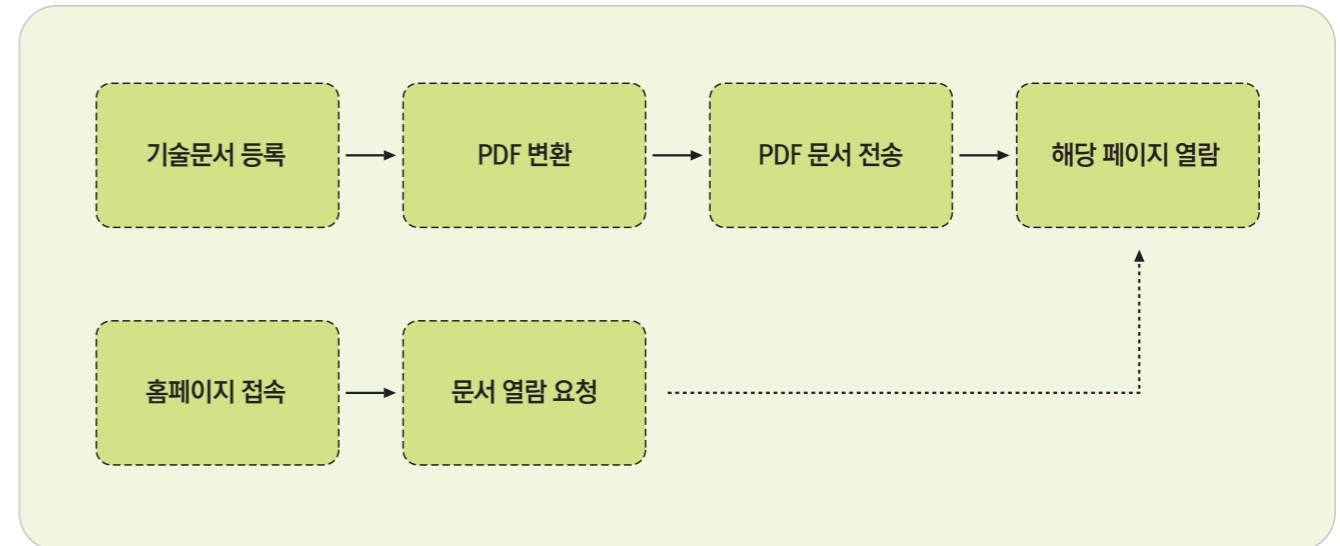 기술문서 등록
PDF 변환
PDF 문서 전송
해당 페이지 열람
홈페이지 접속
문서 열람 요청